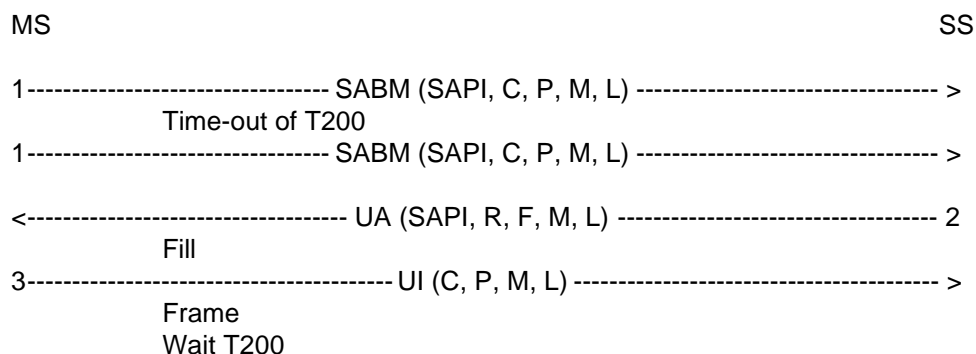 MS SS
1---------------------------------- SABM (SAPI, C, P, M, L) ---------------------------------- >
Time-out of T200
1---------------------------------- SABM (SAPI, C, P, M, L) ---------------------------------- >
<------------------------------------ UA (SAPI, R, F, M, L) ------------------------------------ 2
Fill
3----------------------------------------- UI (C, P, M, L) ----------------------------------------- >
Frame
Wait T200